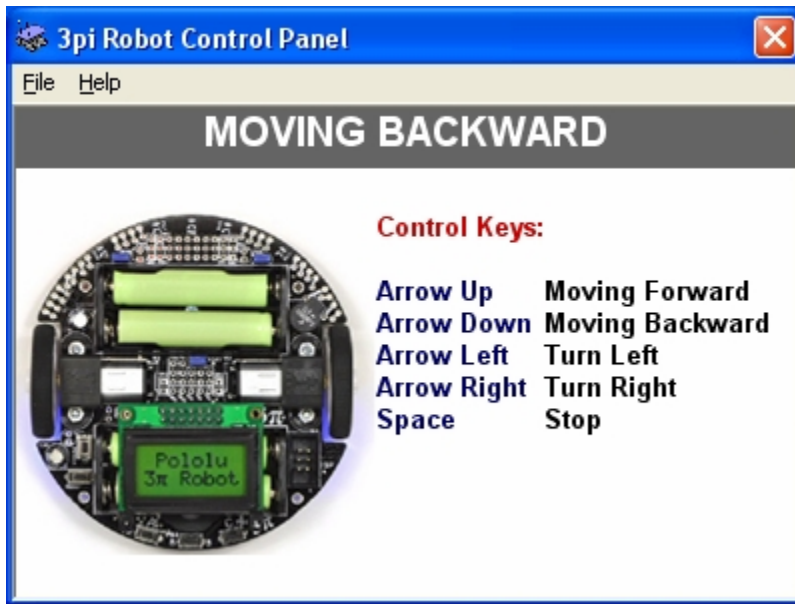 3pi Robot Control Panel
File Help
MOVING BACKWARD
Control Keys:
Arrow Up Moving Forward
Arrow Down Moving Backward
Arrow Left Turn Left
Arrow Right Turn Right
Space Stop
Pololu
3π Robot